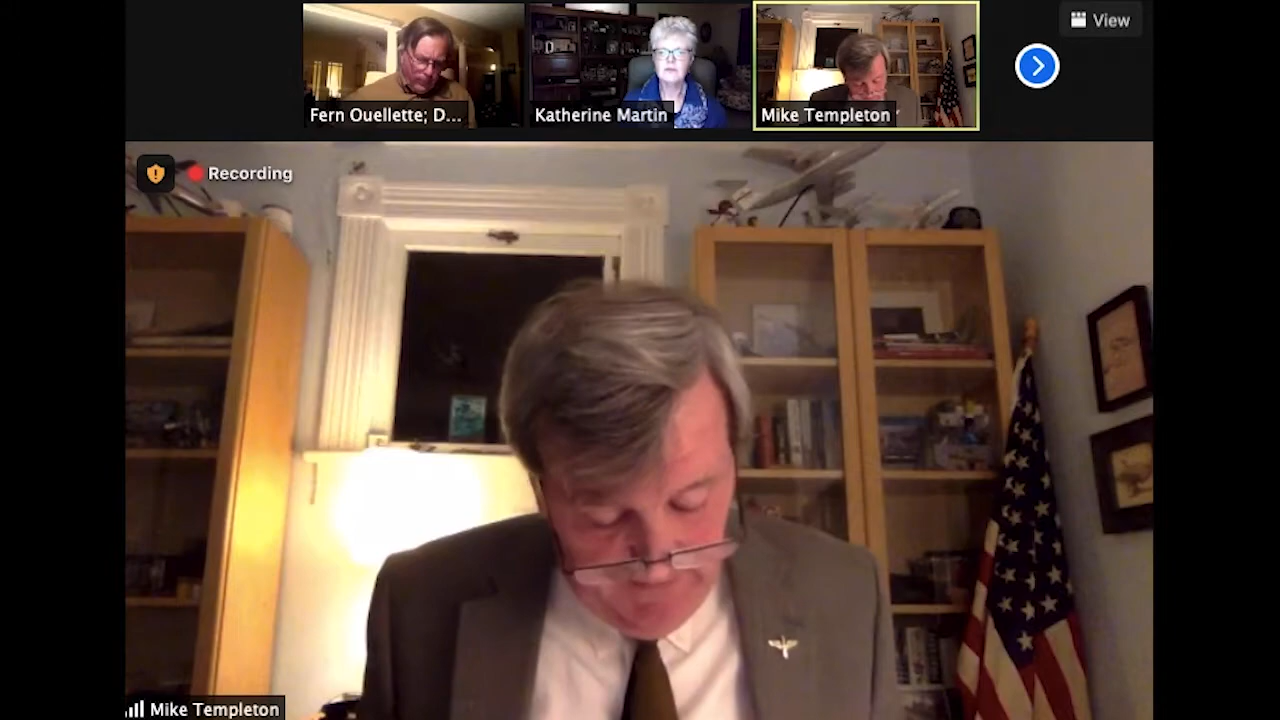 View
Fern Ouellette; D...
Katherine Martin
Mike Templeton
Recording
Mike Templeton